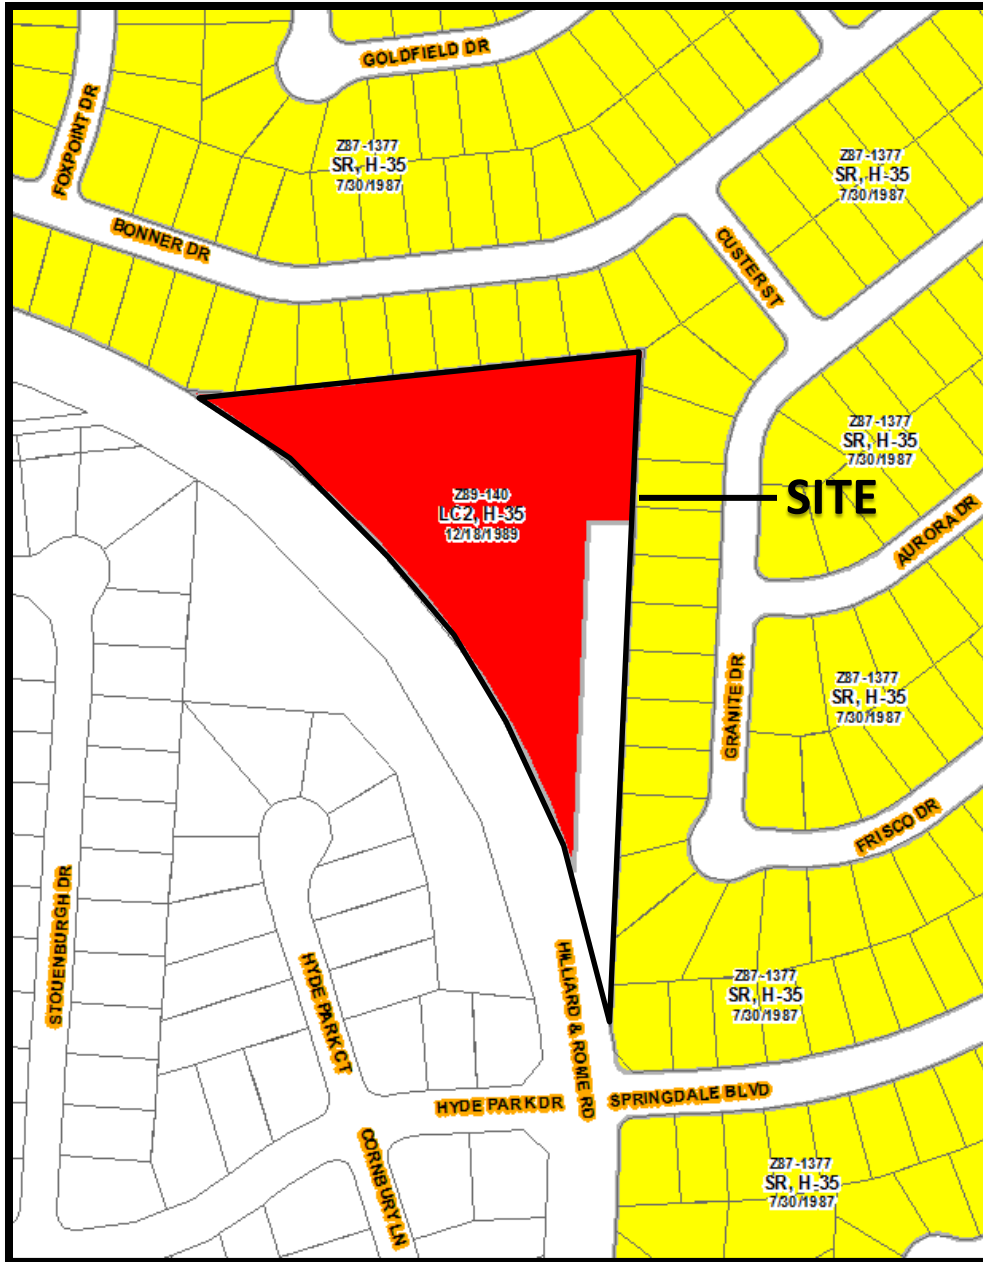 GOLDFIELD DR
FOXPOINT DR
Z87-1377
SR, H-35
7/30/1987
Z87-1377
SR, H-35
7/30/1987
BONNER DR
CUSTER ST
Z87-1377
SR, H-35
7/30/1987
Z89-140
LC2, H-35
12/18/1989
SITE
AURORA DR
Z87-1377
SR, H-35
7/30/1987
GRANITE DR
FRISCO DR
STOUENBURGH DR
HYDE PARK CT
HILLIARD & ROME RD
Z87-1377
SR, H-35
7/30/1987
HYDE PARK DR
SPRINGDALE BLVD
CORNBURY LN
Z87-1377
SR, H-35
7/30/1987